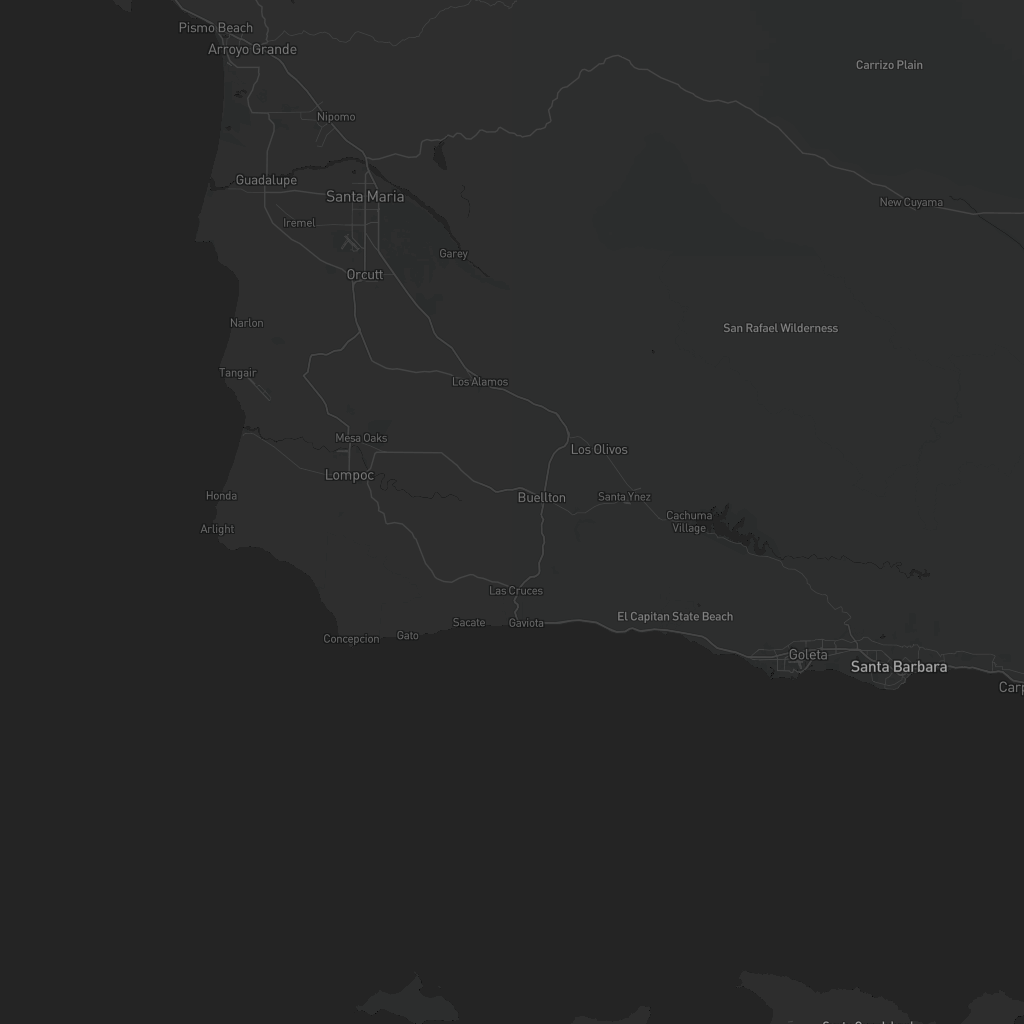 Pismo Beach
Arroyo Grande
Carrizo Plain
Nipomo
Guadalupe
Santa Maria
New Cuyama
Iremel
Garey
Orcutt
Narlon
San Rafael Wilderness
Tangair
Los Alamos
Mesa Oaks
Los Olivos
Lompoc
Honda
Buellton
Santa Ynez
Cachuma
Village
Arlight
Las Cruces
El Capitan State Beach
Sacate
Gaviota
Concepcion
Gato
Goleta
Santa Barbara
Carp